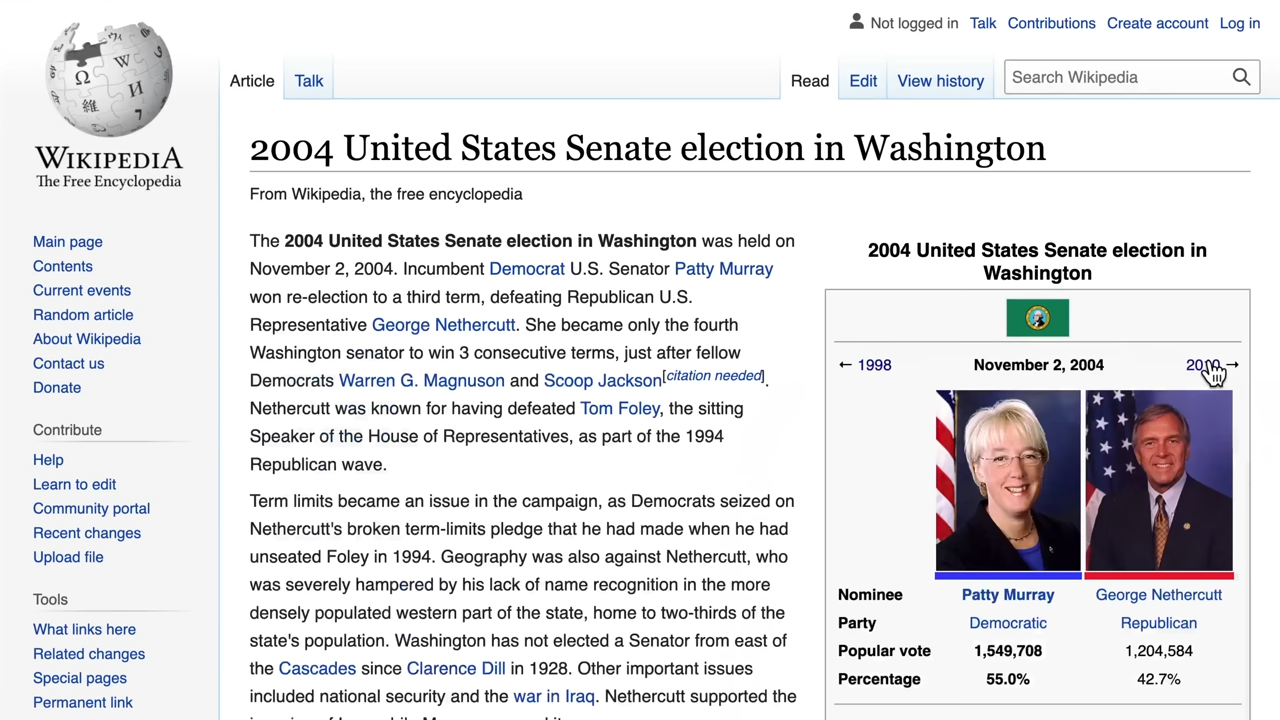 Not logged in Talk Contributions Create account Log in
Article Talk Read Edit View history Search Wikipedia
WIKIPEDIA
The Free Encyclopedia
Main page
Contents
Current events
Random article
About Wikipedia
Contact us
Donate
Contribute
Help
Learn to edit
Community portal
Recent changes
Upload file
Tools
What links here
Related changes
Special pages
Permanent link
2004 United States Senate election in Washington
From Wikipedia, the free encyclopedia
The 2004 United States Senate election in Washington was held on
November 2, 2004. Incumbent Democrat U.S. Senator Patty Murray
won re-election to a third term, defeating Republican U.S.
Representative George Nethercutt. She became only the fourth
Washington senator to win 3 consecutive terms, just after fellow
Democrats Warren G. Magnuson and Scoop Jackson[citation needed].
Nethercutt was known for having defeated Tom Foley, the sitting
Speaker of the House of Representatives, as part of the 1994
Republican wave.
Term limits became an issue in the campaign, as Democrats seized on
Nethercutt's broken term-limits pledge that he had made when he had
unseated Foley in 1994. Geography was also against Nethercutt, who
was severely hampered by his lack of name recognition in the more
densely populated western part of the state, home to two-thirds of the
state's population. Washington has not elected a Senator from east of
the Cascades since Clarence Dill in 1928. Other important issues
included national security and the war in Iraq. Nethercutt supported the
2004 United States Senate election in
Washington
← 1998 November 2, 2004 2010 →
Nominee Patty Murray George Nethercutt
Party Democratic Republican
Popular vote 1,549,708 1,204,584
Percentage 55.0% 42.7%